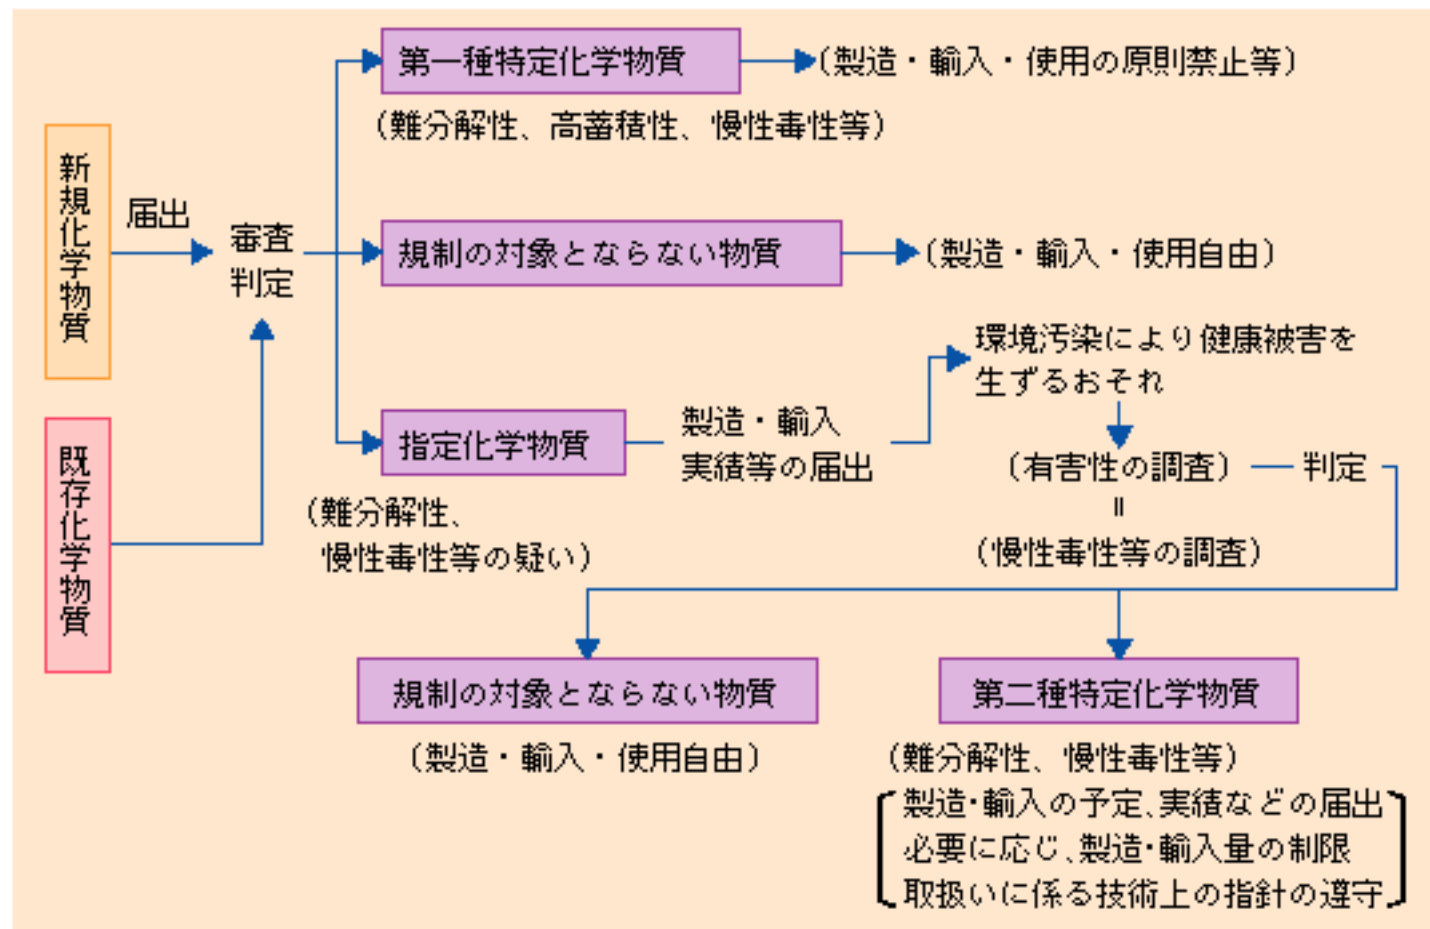 第一種特定化学物質
（製造・輸入・使用の原則禁止等）
（難分解性、高蓄積性、慢性毒性等）
新規化学物質
届出
審査
判定
規制の対象とならない物質
（製造・輸入・使用自由）
既存化学物質
指定化学物質
（難分解性、
慢性毒性等の疑い）
製造・輸入
実績等の届出
環境汚染により健康被害を
生ずるおそれ
（有害性の調査）
判定
＝
（慢性毒性等の調査）
規制の対象とならない物質
（製造・輸入・使用自由）
第二種特定化学物質
（難分解性、慢性毒性等）
製造・輸入の予定、実績などの届出
必要に応じ、製造・輸入量の制限
取扱いに係る技術上の指針の遵守